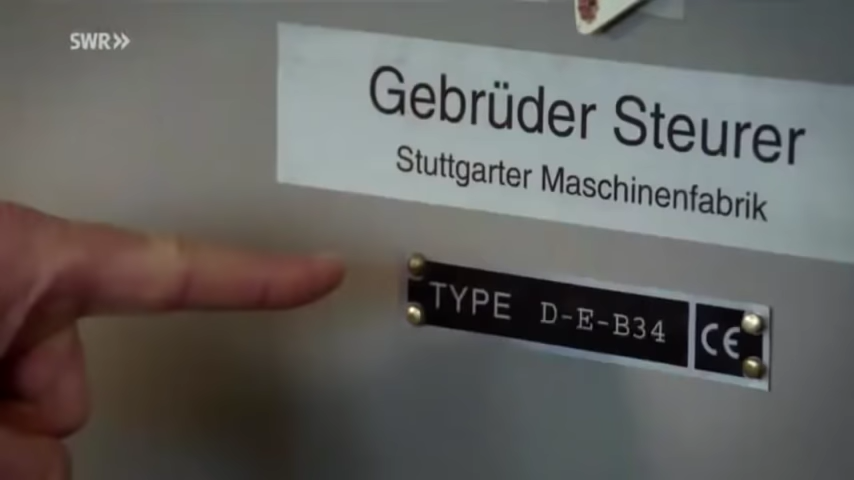 SWR»
Gebrüder Steurer
Stuttgarter Maschinenfabrik
TYPE D-E-B34 CE